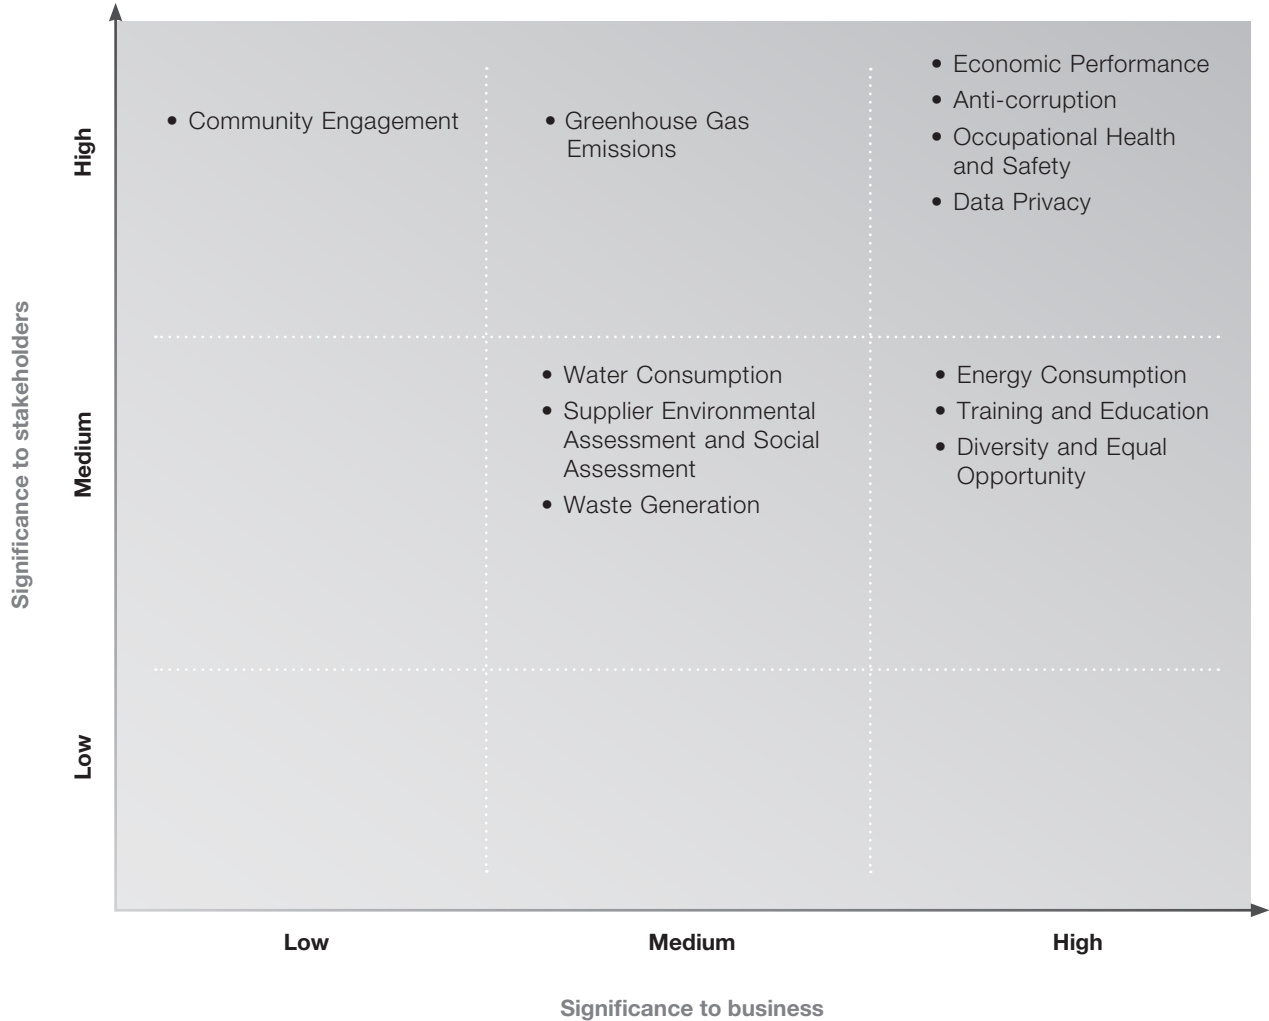 Significance to stakeholders
High
Medium
Low
• Community Engagement
• Greenhouse Gas
Emissions
• Economic Performance
• Anti-corruption
• Occupational Health
and Safety
• Data Privacy
• Water Consumption
• Supplier Environmental
Assessment and Social
Assessment
• Waste Generation
• Energy Consumption
• Training and Education
• Diversity and Equal
Opportunity
Low
Medium
High
Significance to business